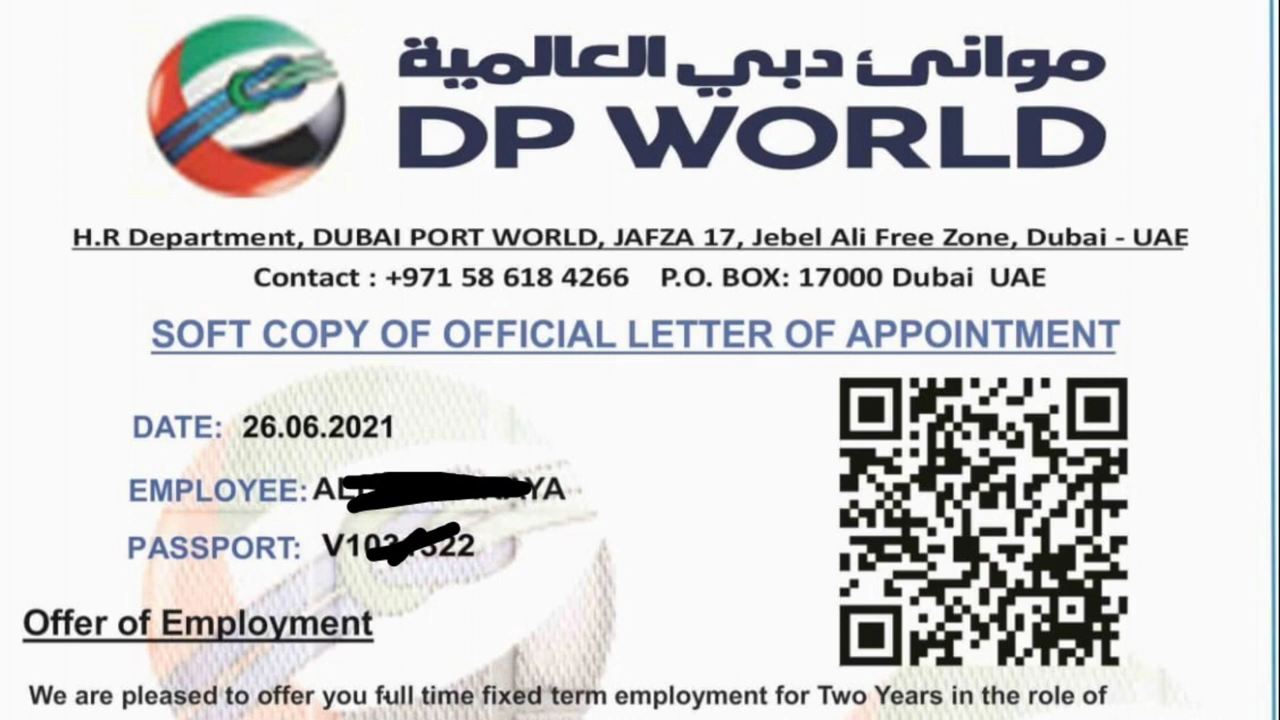 موانئ دبي العالمية
DP WORLD
H.R Department, DUBAI PORT WORLD, JAFZA 17, Jebel Ali Free Zone, Dubai - UAE
Contact : +971 58 618 4266 P.O. BOX: 17000 Dubai UAE
SOFT COPY OF OFFICIAL LETTER OF APPOINTMENT
DATE: 26.06.2021
EMPLOYEE:
PASSPORT:
Offer of Employment
We are pleased to offer you full time fixed term employment for Two Years in the role of